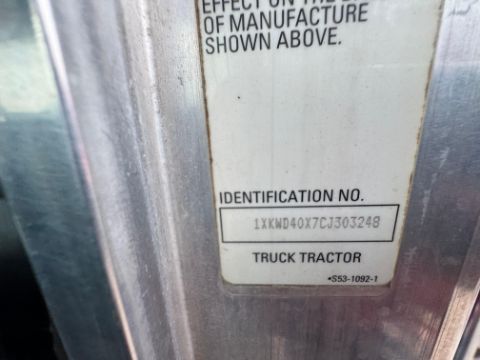 EFFECT ON THE
OF MANUFACTURE
SHOWN ABOVE.
IDENTIFICATION NO.
1XKWD40X7CJ303248
TRUCK TRACTOR
*S53-1092-1